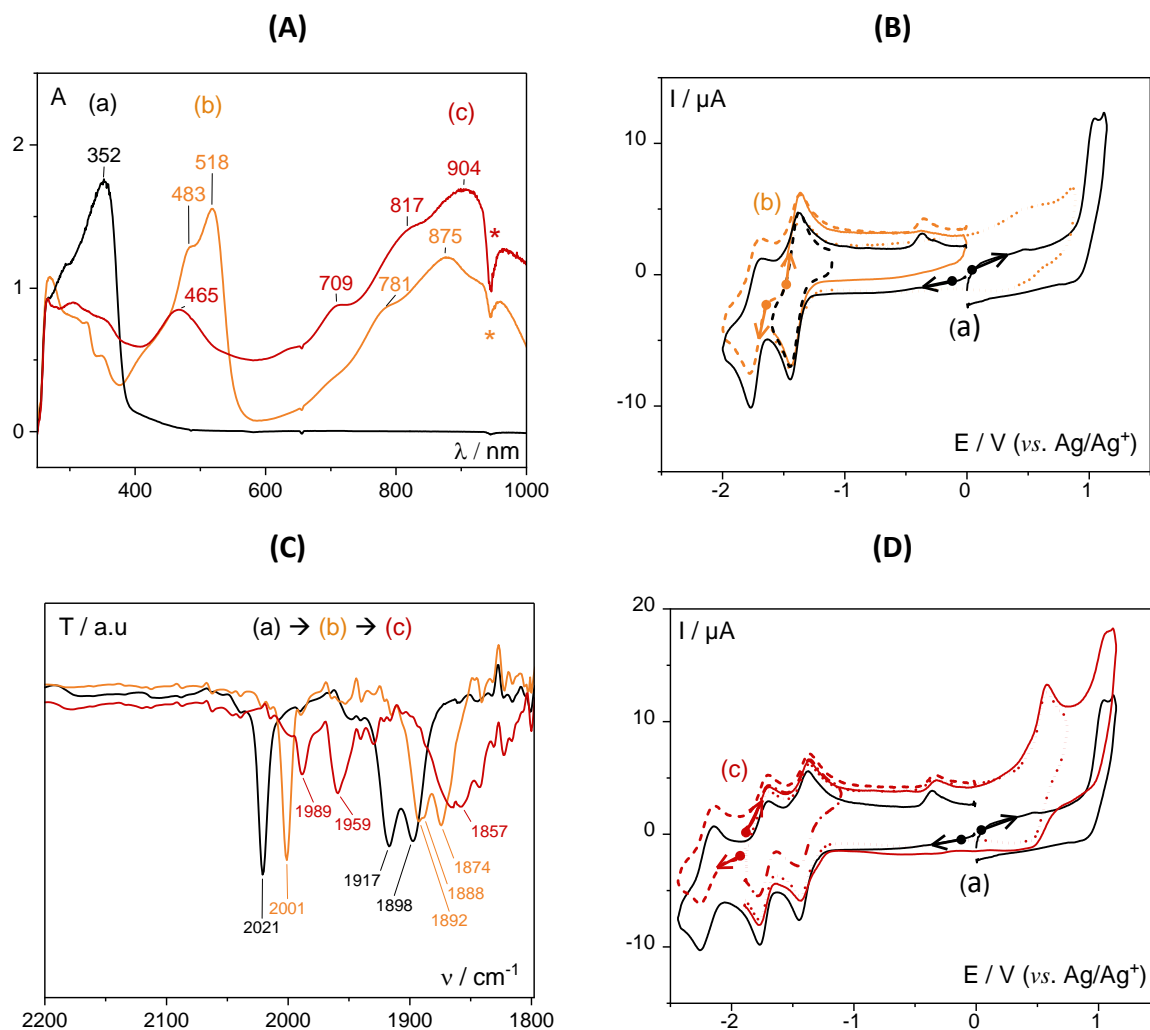 (A)
A
(a)
(b)
(c)
352
483
518
465
709
817
904
781
875
*
*
2
1
0
400
600
800
1000
λ / nm
(B)
I / µA
10
0
-10
(b)
(a)
E / V (vs. Ag/Ag+)
-2
-1
0
1
(C)
T / a.u
(a) → (b) → (c)
2021
2001
1989
1959
1917
1898
1892
1888
1874
1857
ν / cm-1
2200
2100
2000
1900
1800
(D)
I / µA
20
10
0
-10
(c)
(a)
E / V (vs. Ag/Ag+)
-2
-1
0
1